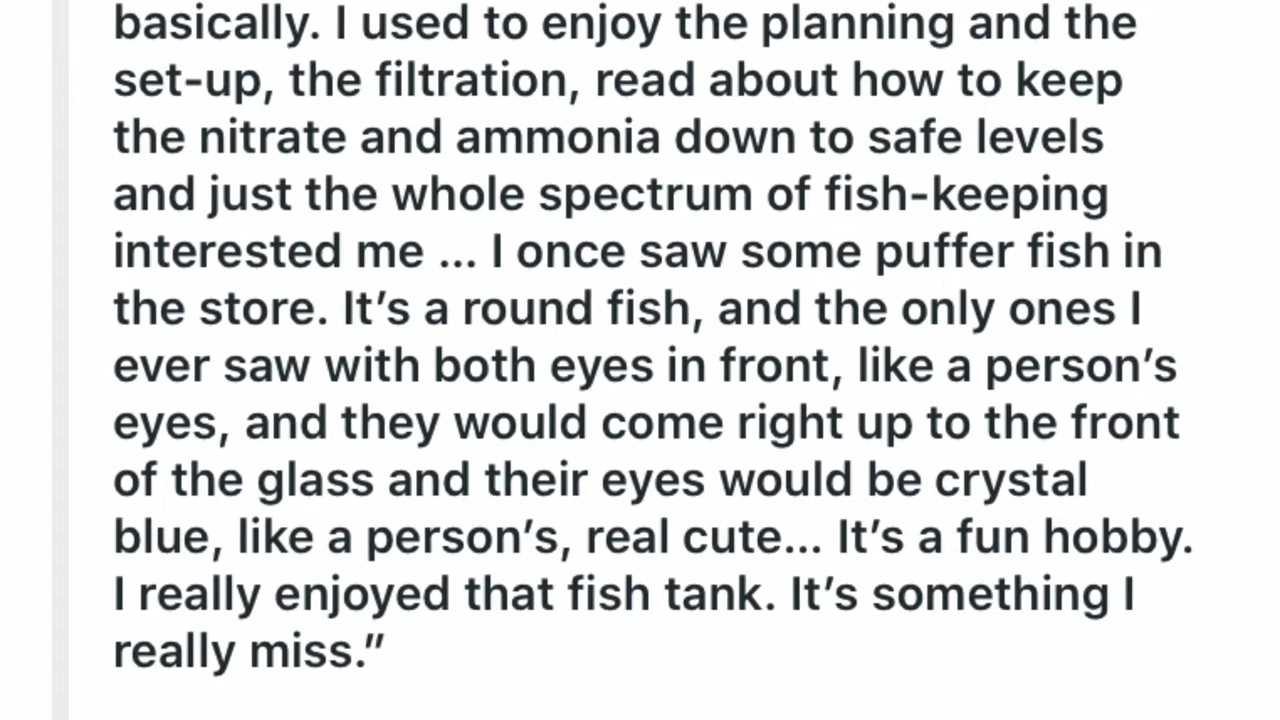 basically. I used to enjoy the planning and the
set-up, the filtration, read about how to keep
the nitrate and ammonia down to safe levels
and just the whole spectrum of fish-keeping
interested me ... I once saw some puffer fish in
the store. It’s a round fish, and the only ones I
ever saw with both eyes in front, like a person’s
eyes, and they would come right up to the front
of the glass and their eyes would be crystal
blue, like a person’s, real cute... It’s a fun hobby.
I really enjoyed that fish tank. It’s something I
really miss.”